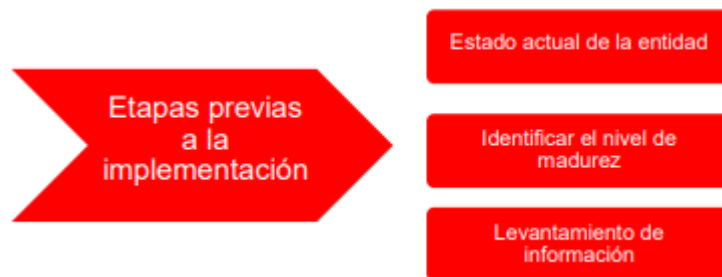 Etapas previas
a la
implementación
Estado actual de la entidad
Identificar el nivel de
madurez
Levantamiento de
información